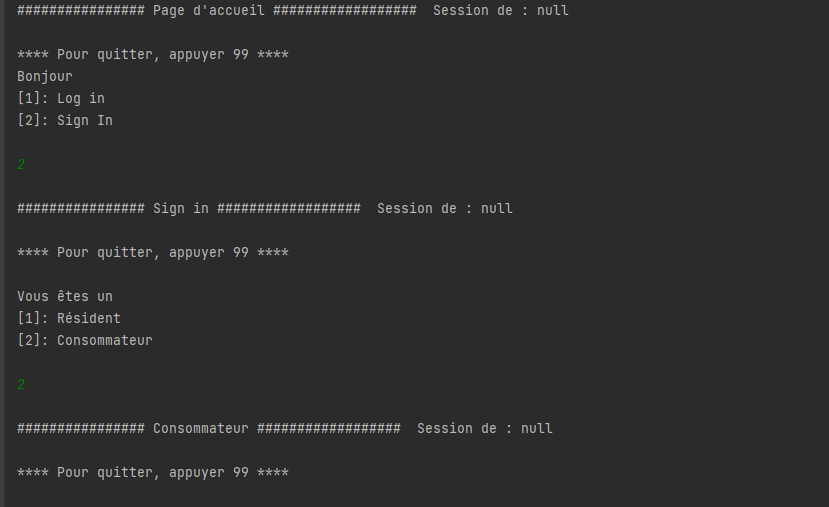 ################ Page d'accueil ################## Session de : null
**** Pour quitter, appuyer 99 ****
Bonjour
[1]: Log in
[2]: Sign In
2
################ Sign in ################## Session de : null
**** Pour quitter, appuyer 99 ****
Vous êtes un
[1]: Résident
[2]: Consommateur
2
################ Consommateur ################## Session de : null
**** Pour quitter, appuyer 99 ****